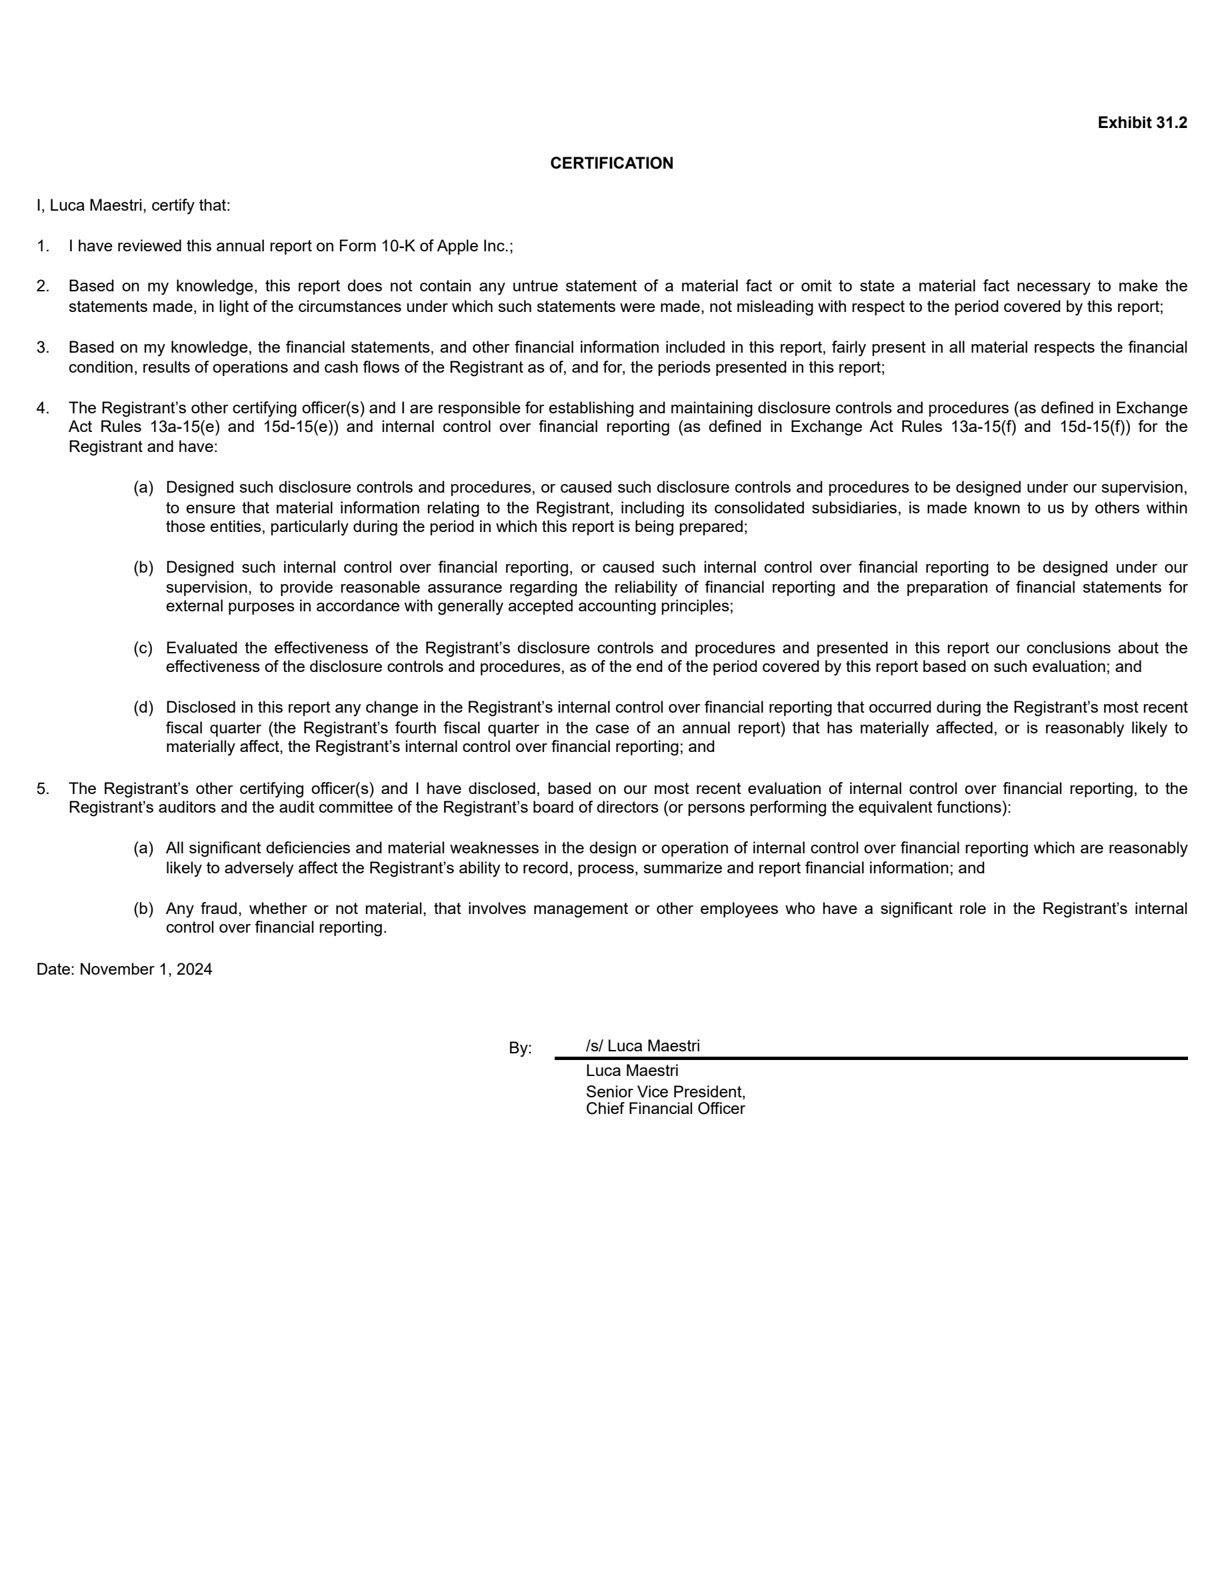 Exhibit 31.2
CERTIFICATION
I, Luca Maestri, certify that:
1. I have reviewed this annual report on Form 10-K of Apple Inc.;
2. Based on my knowledge, this report does not contain any untrue statement of a material fact or omit to state a material fact necessary to make the
statements made, in light of the circumstances under which such statements were made, not misleading with respect to the period covered by this report;
3. Based on my knowledge, the financial statements, and other financial information included in this report, fairly present in all material respects the financial
condition, results of operations and cash flows of the Registrant as of, and for, the periods presented in this report;
4. The Registrant’s other certifying officer(s) and I are responsible for establishing and maintaining disclosure controls and procedures (as defined in Exchange
Act Rules 13a-15(e) and 15d-15(e)) and internal control over financial reporting (as defined in Exchange Act Rules 13a-15(f) and 15d-15(f)) for the
Registrant and have:
(a) Designed such disclosure controls and procedures, or caused such disclosure controls and procedures to be designed under our supervision,
to ensure that material information relating to the Registrant, including its consolidated subsidiaries, is made known to us by others within
those entities, particularly during the period in which this report is being prepared;
(b) Designed such internal control over financial reporting, or caused such internal control over financial reporting to be designed under our
supervision, to provide reasonable assurance regarding the reliability of financial reporting and the preparation of financial statements for
external purposes in accordance with generally accepted accounting principles;
(c) Evaluated the effectiveness of the Registrant’s disclosure controls and procedures and presented in this report our conclusions about the
effectiveness of the disclosure controls and procedures, as of the end of the period covered by this report based on such evaluation; and
(d) Disclosed in this report any change in the Registrant’s internal control over financial reporting that occurred during the Registrant’s most recent
fiscal quarter (the Registrant’s fourth fiscal quarter in the case of an annual report) that has materially affected, or is reasonably likely to
materially affect, the Registrant’s internal control over financial reporting; and
5. The Registrant’s other certifying officer(s) and I have disclosed, based on our most recent evaluation of internal control over financial reporting, to the
Registrant’s auditors and the audit committee of the Registrant’s board of directors (or persons performing the equivalent functions):
(a) All significant deficiencies and material weaknesses in the design or operation of internal control over financial reporting which are reasonably
likely to adversely affect the Registrant’s ability to record, process, summarize and report financial information; and
(b) Any fraud, whether or not material, that involves management or other employees who have a significant role in the Registrant’s internal
control over financial reporting.
Date: November 1, 2024
By: /s/ Luca Maestri
Luca Maestri
Senior Vice President,
Chief Financial Officer